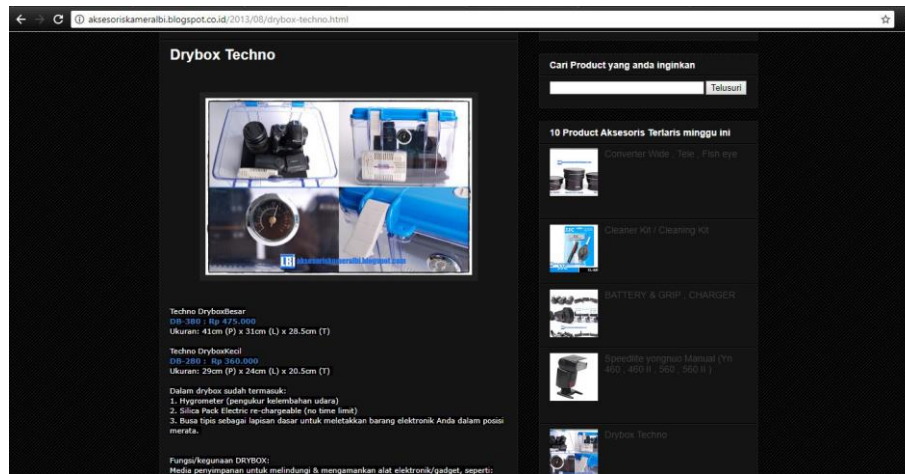 aksesoriskameralbi.blogspot.co.id/2013/08/drybox-techno.html
Drybox Techno
LBI aksesoriskameralbi.blogspot.com
Techno DryboxBesar
DB-380 : Rp 475.000
Ukuran: 41cm (P) x 31cm (L) x 28.5cm (T)
Techno DryboxKecil
DB-280 : Rp 360.000
Ukuran: 29cm (P) x 24cm (L) x 20.5cm (T)
Dalam drybox sudah termasuk:
1. Hygrometer (pengukur kelembahan udara)
2. Silica Pack Electric re-chargeable (no time limit)
3. Busa tipis sebagai lapisan dasar untuk meletakkan barang elektronik Anda dalam posisi
merata.
Fungsi/kegunaan DRYBOX:
Media penyimpanan untuk melindungi & mengamankan alat elektronik/gadget, seperti:
Cari Product yang anda inginkan
Telusuri
10 Product Aksesoris Terlaris minggu ini
Converter Wide , Tele , Fish eye
Cleaner Kit / Cleaning Kit
BATTERY & GRIP , CHARGER
Speedlite yongnuo Manual (Yn
460 , 460 II , 560 , 560 II )
Drybox Techno